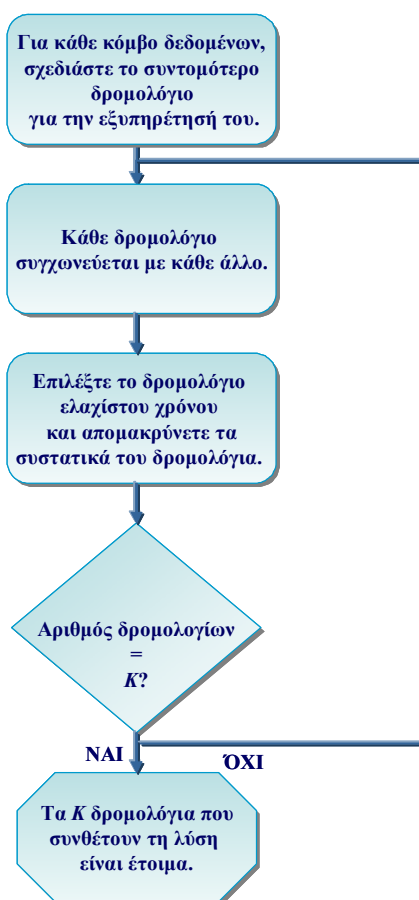 Για κάθε κόμβο δεδομένων,
σχεδιάστε το συντομότερο
δρομολόγιο
για την εξυπηρέτησή του.
Κάθε δρομολόγιο
συγχωνεύεται με κάθε άλλο.
Επιλέξτε το δρομολόγιο
ελαχίστου χρόνου
και απομακρύνετε τα
συστατικά του δρομολόγια.
Αριθμός δρομολογίων
=
K?
ΝΑΙ
ΌΧΙ
Τα K δρομολόγια που
συνθέτουν τη λύση
είναι έτοιμα.